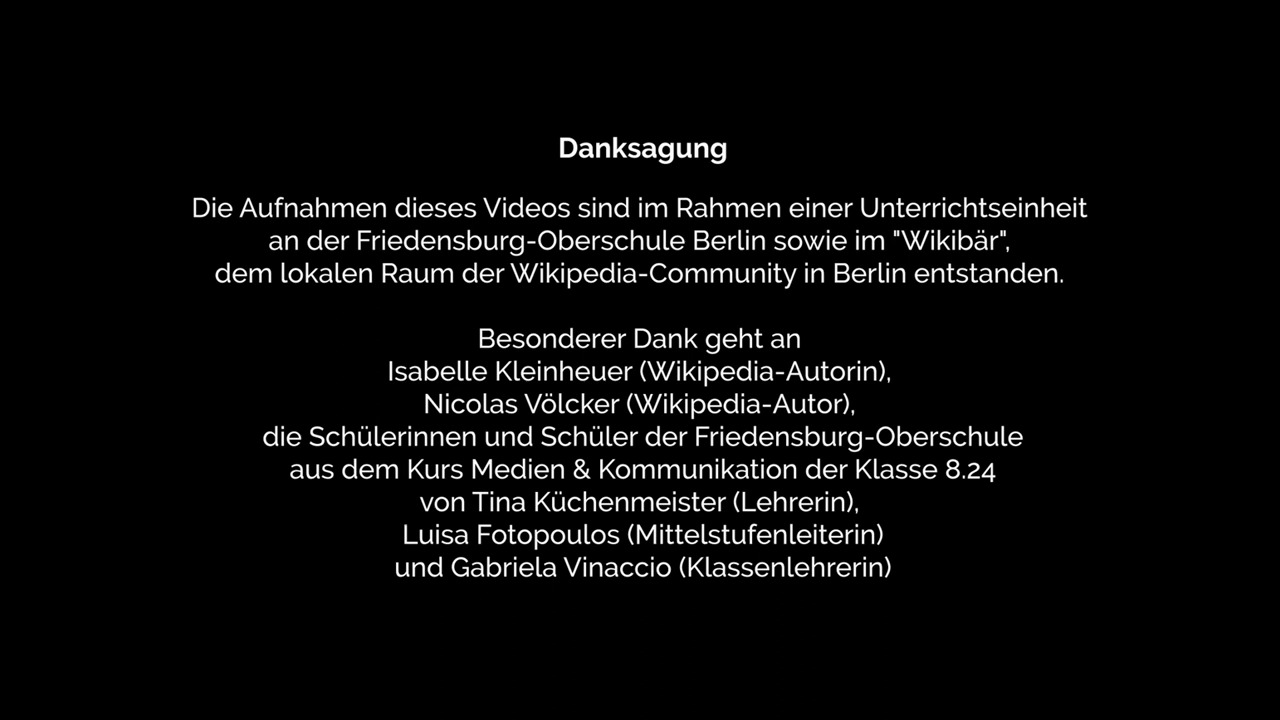 Danksagung
Die Aufnahmen dieses Videos sind im Rahmen einer Unterrichtseinheit
an der Friedensburg-Oberschule Berlin sowie im "Wikibär",
dem lokalen Raum der Wikipedia-Community in Berlin entstanden.
Besonderer Dank geht an
Isabelle Kleinheuer (Wikipedia-Autorin),
Nicolas Völcker (Wikipedia-Autor),
die Schülerinnen und Schüler der Friedensburg-Oberschule
aus dem Kurs Medien & Kommunikation der Klasse 8.24
von Tina Küchenmeister (Lehrerin),
Luisa Fotopoulos (Mittelstufenleiterin)
und Gabriela Vinaccio (Klassenlehrerin)